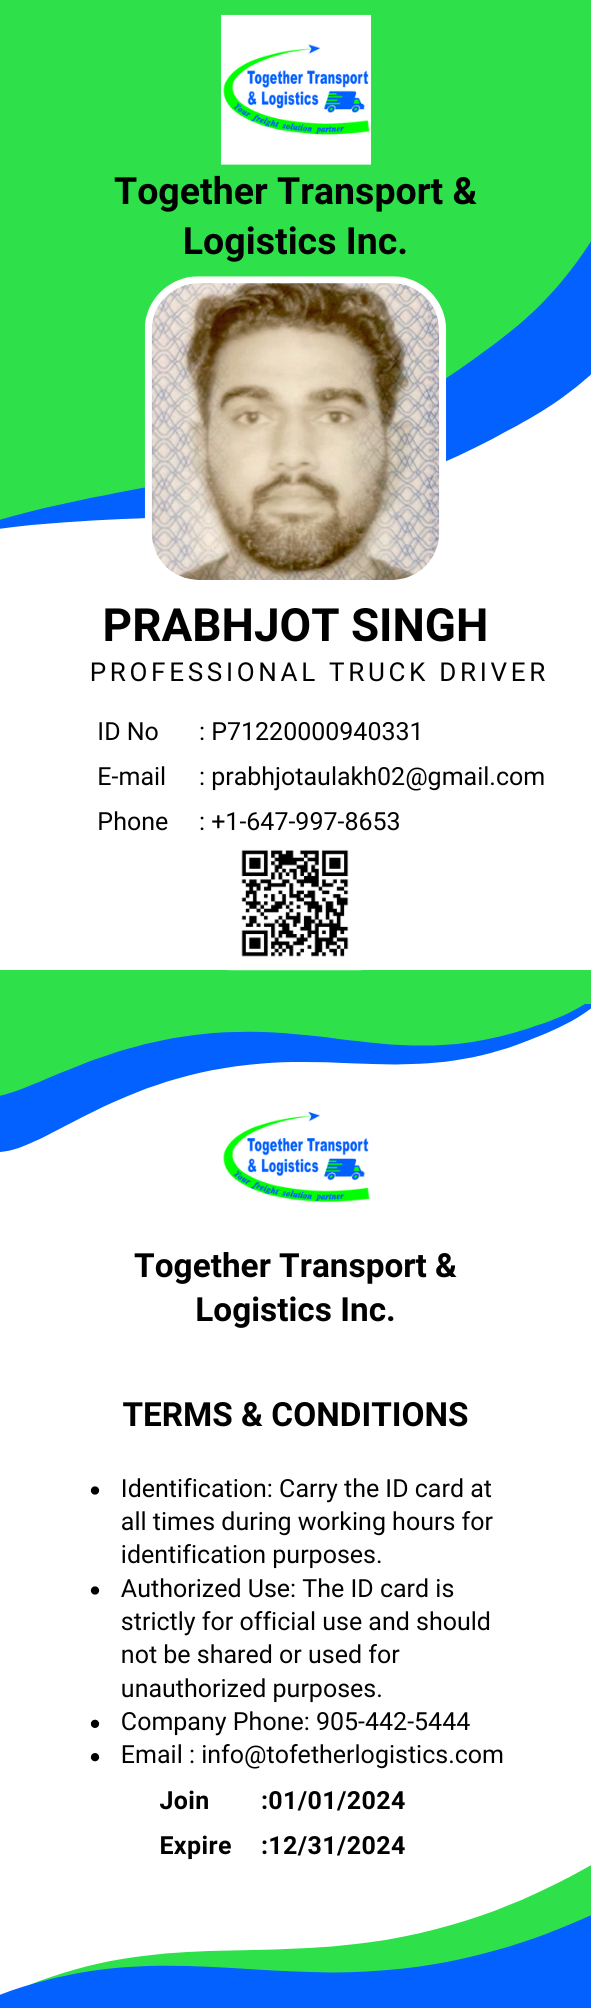 Together Transport
& Logistics
Your freight solution partner
Together Transport &
Logistics Inc.
PRABHJOT SINGH
PROFESSIONAL TRUCK DRIVER
ID No : P71220000940331
E-mail : prabhjotaulakh02@gmail.com
Phone : +1-647-997-8653
Together Transport
& Logistics
Your freight solution partner
Together Transport &
Logistics Inc.
TERMS & CONDITIONS
• Identification: Carry the ID card at
all times during working hours for
identification purposes.
• Authorized Use: The ID card is
strictly for official use and should
not be shared or used for
unauthorized purposes.
• Company Phone: 905-442-5444
• Email : info@tofetherlogistics.com
Join :01/01/2024
Expire :12/31/2024